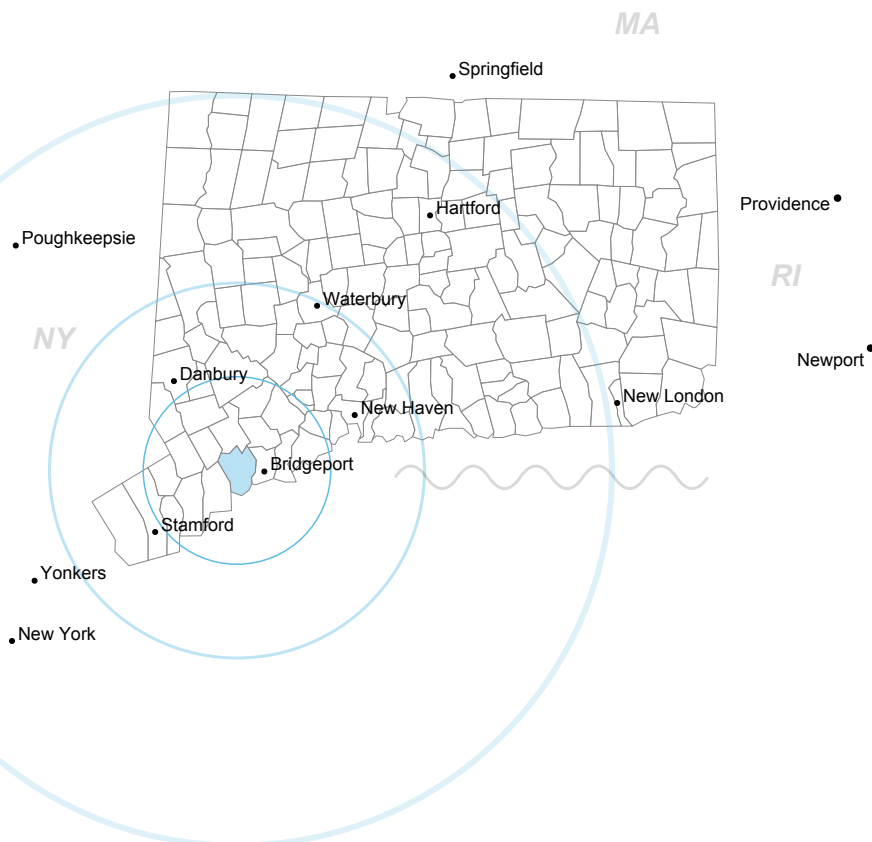 MA
Springfield
Providence
Hartford
Poughkeepsie
RI
Waterbury
NY
Newport
Danbury
New Haven
New London
Bridgeport
Stamford
Yonkers
New York